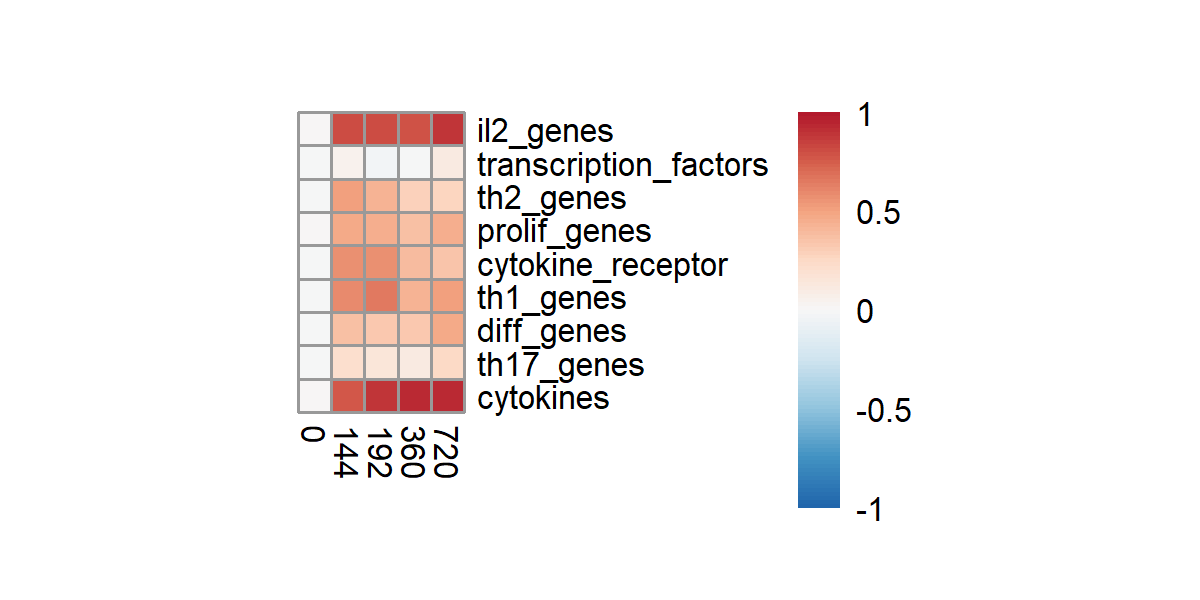 il2_genes
transcription_factors
th2_genes
prolif_genes
cytokine_receptor
th1_genes
diff_genes
th17_genes
cytokines
0
144
192
360
720
1
0.5
0
-0.5
-1